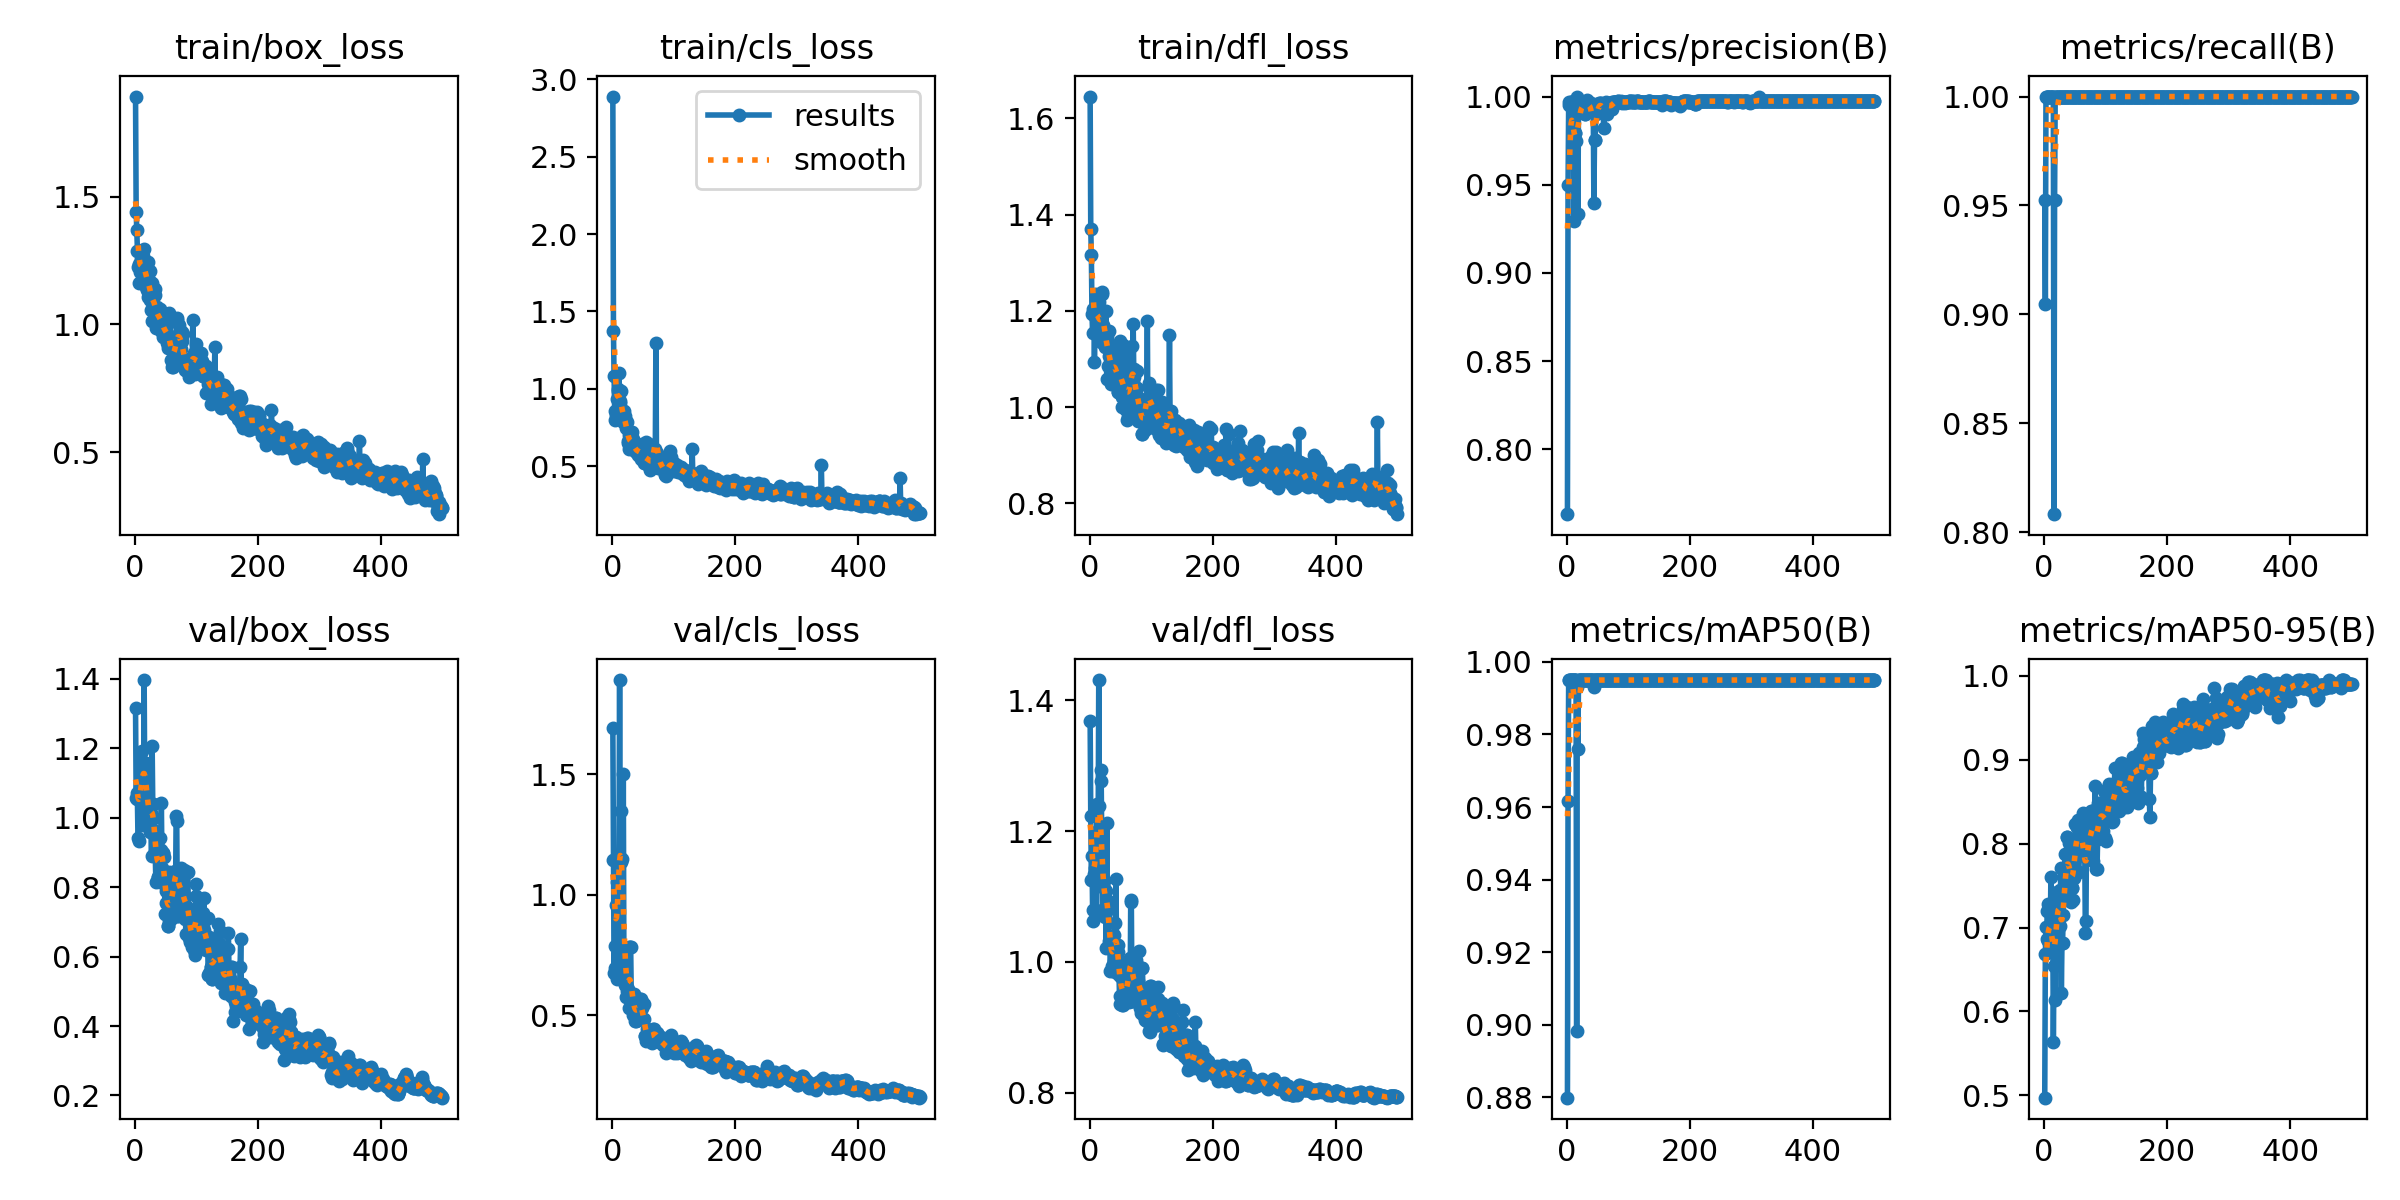 train/box_loss
1.5
1.0
0.5
0 200 400
train/cls_loss
3.0
2.5
2.0
1.5
1.0
0.5
0 200 400
results
smooth
train/dfl_loss
1.6
1.4
1.2
1.0
0.8
0 200 400
metrics/precision(B)
1.00
0.95
0.90
0.85
0.80
0 200 400
metrics/recall(B)
1.00
0.95
0.90
0.85
0.80
0 200 400
val/box_loss
1.4
1.2
1.0
0.8
0.6
0.4
0.2
0 200 400
val/cls_loss
1.5
1.0
0.5
0 200 400
val/dfl_loss
1.4
1.2
1.0
0.8
0 200 400
metrics/mAP50(B)
1.00
0.98
0.96
0.94
0.92
0.90
0.88
0 200 400
metrics/mAP50-95(B)
1.0
0.9
0.8
0.7
0.6
0.5
0 200 400